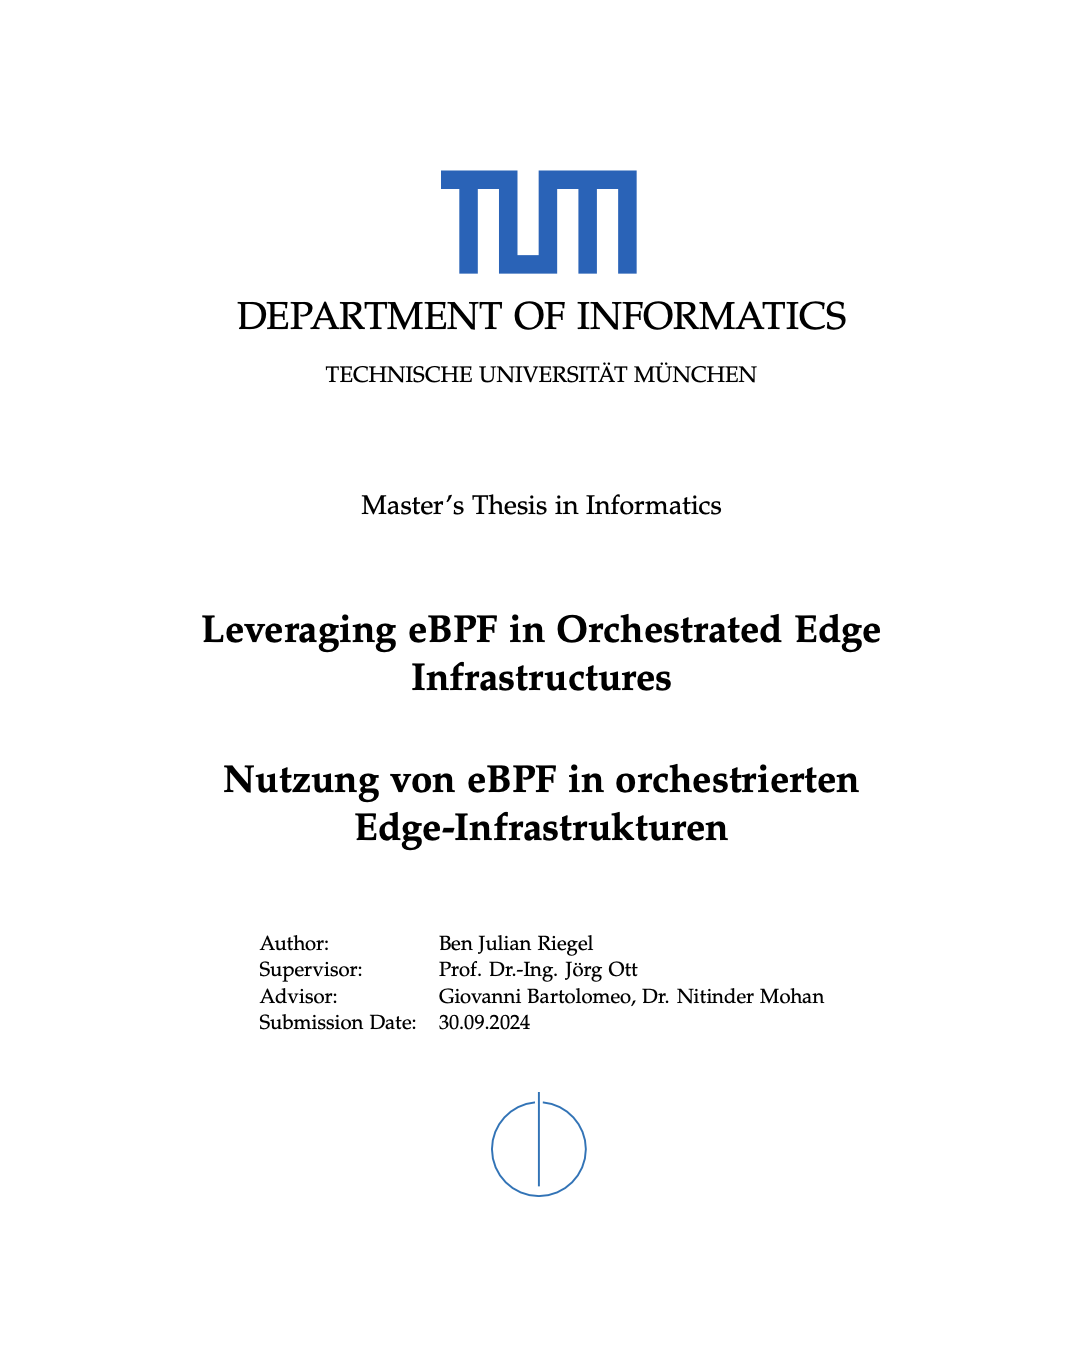 TUM
DEPARTMENT OF INFORMATICS
TECHNISCHE UNIVERSITÄT MÜNCHEN
Master's Thesis in Informatics
Leveraging eBPF in Orchestrated Edge
Infrastructures
Nutzung von eBPF in orchestrierten
Edge-Infrastrukturen
Author: Ben Julian Riegel
Supervisor: Prof. Dr.-Ing. Jörg Ott
Advisor: Giovanni Bartolomeo, Dr. Nitinder Mohan
Submission Date: 30.09.2024